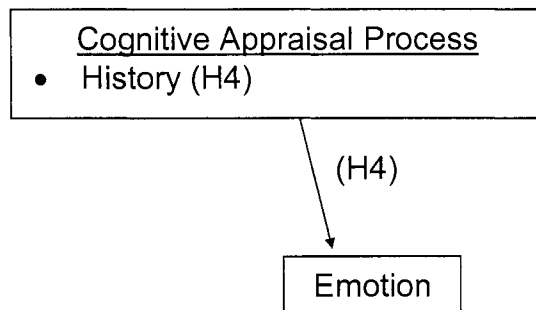 Cognitive Appraisal Process
• History (H4)
(H4)
Emotion